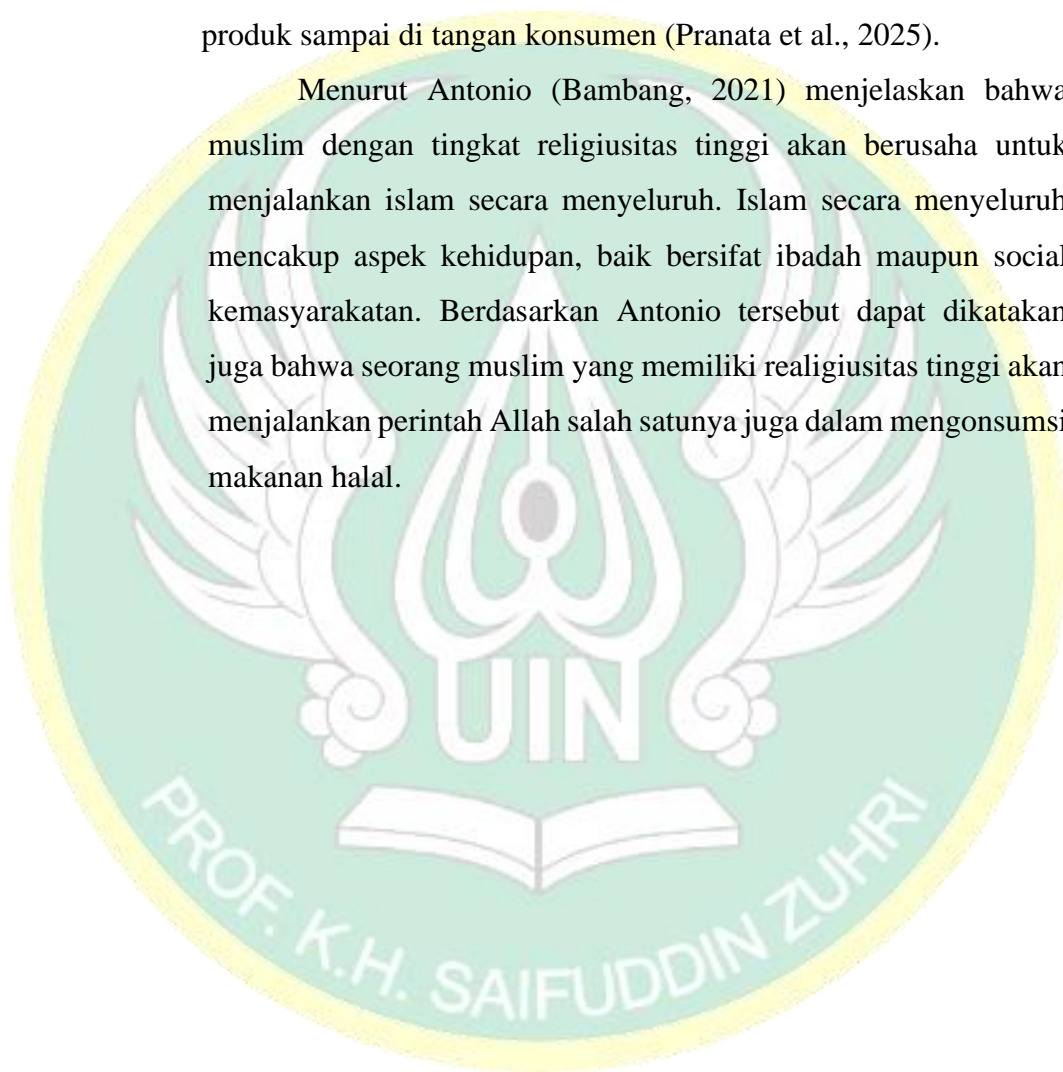 produk sampai di tangan konsumen (Pranata et al., 2025).
Menurut Antonio (Bambang, 2021) menjelaskan bahwa
muslim dengan tingkat religiusitas tinggi akan berusaha untuk
menjalankan islam secara menyeluruh. Islam secara menyeluruh
mencakup aspek kehidupan, baik bersifat ibadah maupun social
kemasyarakatan. Berdasarkan Antonio tersebut dapat dikatakan
juga bahwa seorang muslim yang memiliki realigiusitas tinggi akan
menjalankan perintah Allah salah satunya juga dalam mengonsumsi
makanan halal.
UIN
PROF. K.H. SAIFUDDIN ZUHRI